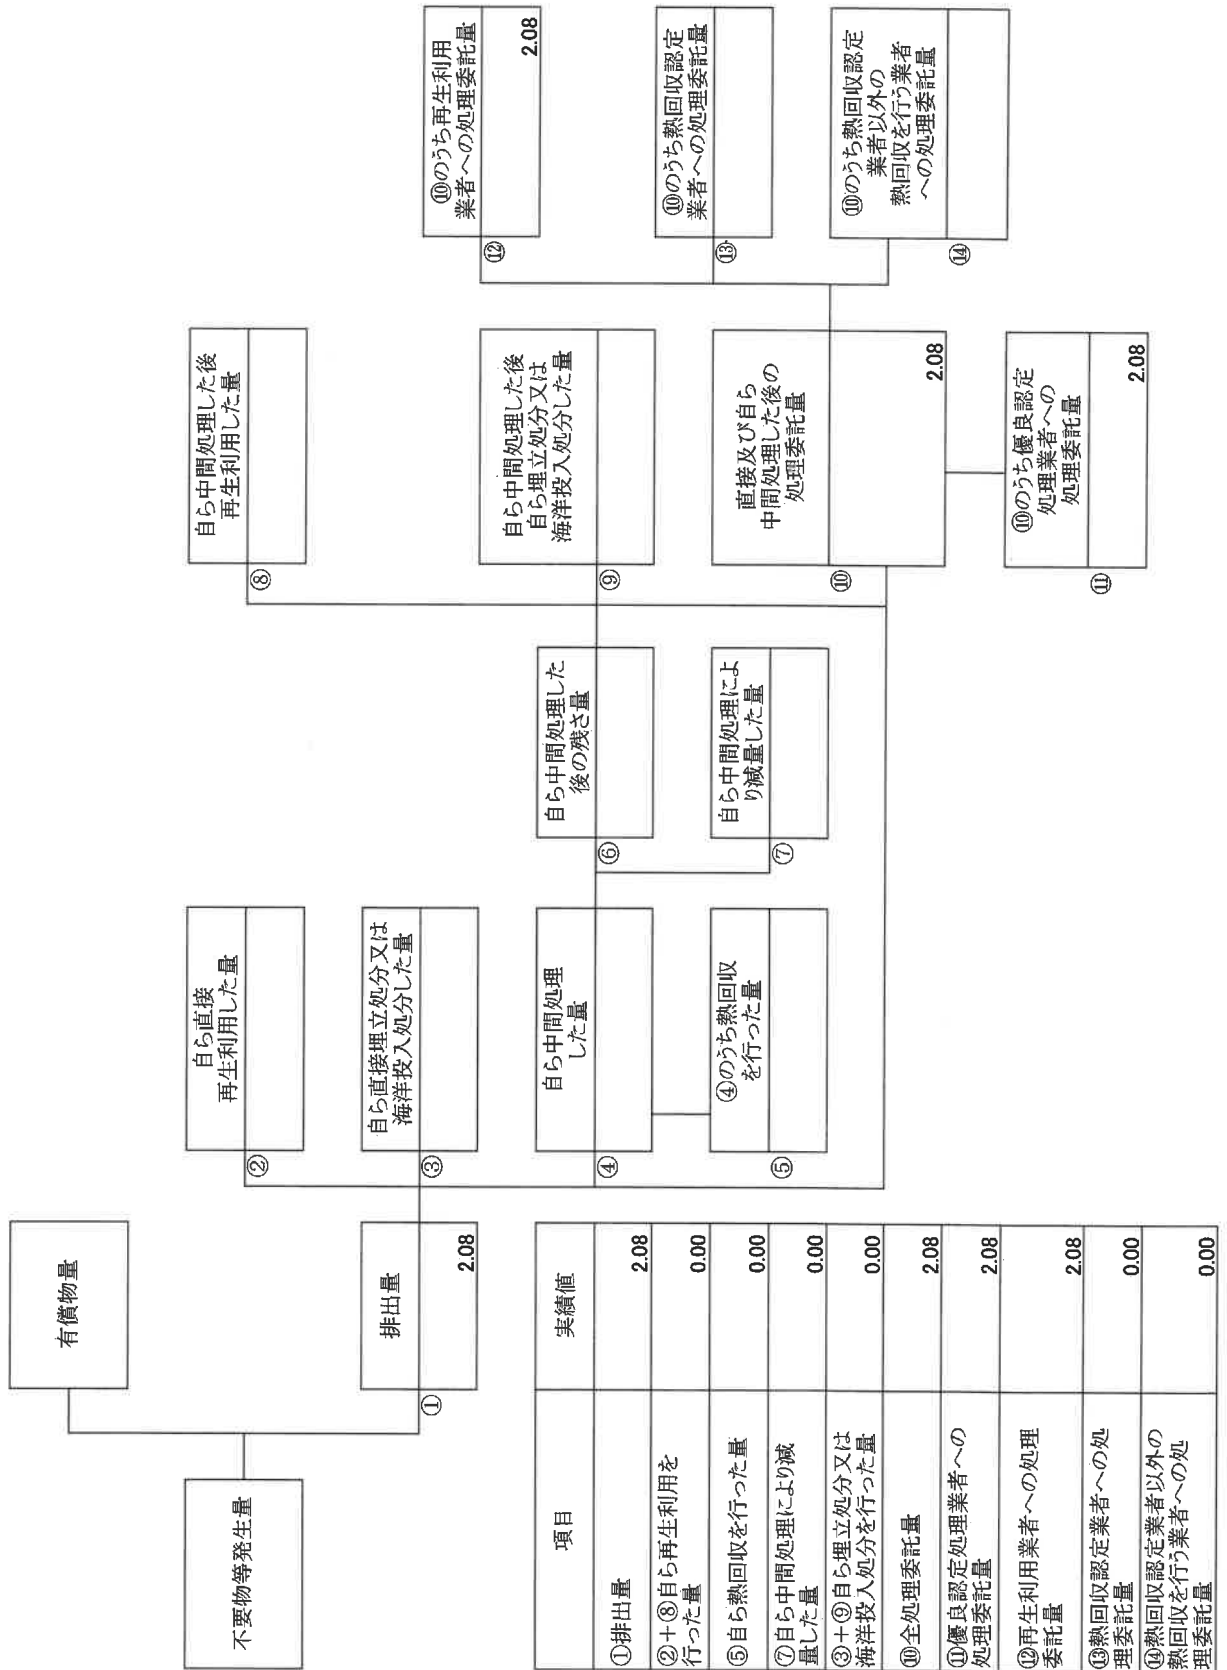 不要物等発生量
有償物量
①
排出量
2.08
②
自ら直接
再生利用した量
③
自ら直接埋立処分又は
海洋投入処分した量
④
自ら中間処理
した量
⑤
④のうち熱回収
を行った量
⑥
自ら中間処理した
後の残さ量
⑦
自ら中間処理によ
り減量した量
⑧
自ら中間処理した後
再生利用した量
⑨
自ら中間処理した後
自ら埋立処分又は
海洋投入処分した量
⑩
直接及び自ら
中間処理した後の
処理委託量
2.08
⑪
⑩のうち優良認定
処理業者への
処理委託量
2.08
⑫
⑩のうち再生利用
業者への処理委託量
2.08
⑬
⑩のうち熱回収認定
業者への処理委託量
⑭
⑩のうち熱回収認定
業者以外の
熱回収を行う業者
への処理委託量
項目
実績値
①排出量
2.08
②+⑧自ら再生利用を
行った量
0.00
⑤自ら熱回収を行った量
0.00
⑦自ら中間処理により減
量した量
0.00
③+⑨自ら埋立処分又は
海洋投入処分を行った量
0.00
⑩全処理委託量
2.08
⑪優良認定処理業者への
処理委託量
2.08
⑫再生利用業者への処理
委託量
2.08
⑬熱回収認定業者への処
理委託量
0.00
⑭熱回収認定業者以外の
熱回収を行う業者への処
理委託量
0.00